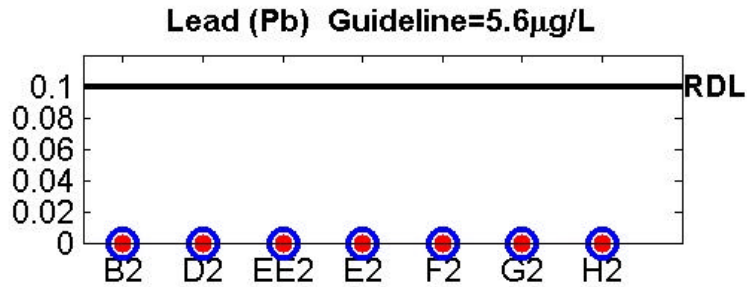 Lead (Pb) Guideline=5.6μg/L
0.1
RDL
0.08
0.06
0.04
0.02
0
B2 D2 EE2 E2 F2 G2 H2